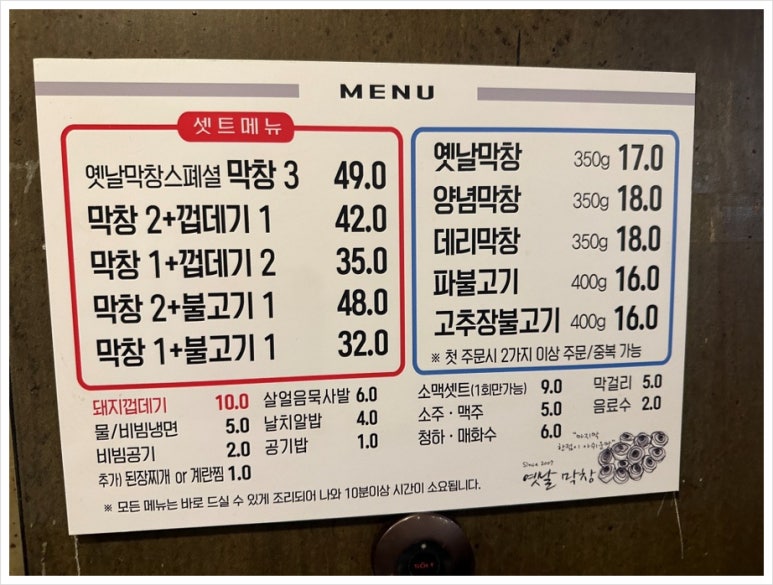 MENU
셋트메뉴
옛날막창스페셜 막창 3 49.0
막창 2+껍데기 1 42.0
막창 1+껍데기 2 35.0
막창 2+불고기 1 48.0
막창 1+불고기 1 32.0
옛날막창 350g 17.0
양념막창 350g 18.0
데리막창 350g 18.0
파불고기 400g 16.0
고추장불고기 400g 16.0
※ 첫 주문시 2가지 이상 주문/중복 가능
돼지껍데기 10.0
물/비빔냉면 5.0
비빔공기 2.0
추가) 된장찌개 or 계란찜 1.0
살얼음묵사발 6.0
날치알밥 4.0
공기밥 1.0
소맥셋트(1회만가능) 9.0
소주 · 맥주 5.0
청하 · 매화수 6.0
막걸리 5.0
음료수 2.0
※ 모든 메뉴는 바로 드실 수 있게 조리되어 나와 10분이상 시간이 소요됩니다.
"마지막
한점이 아쉬운"
Since 2007
옛날 막창